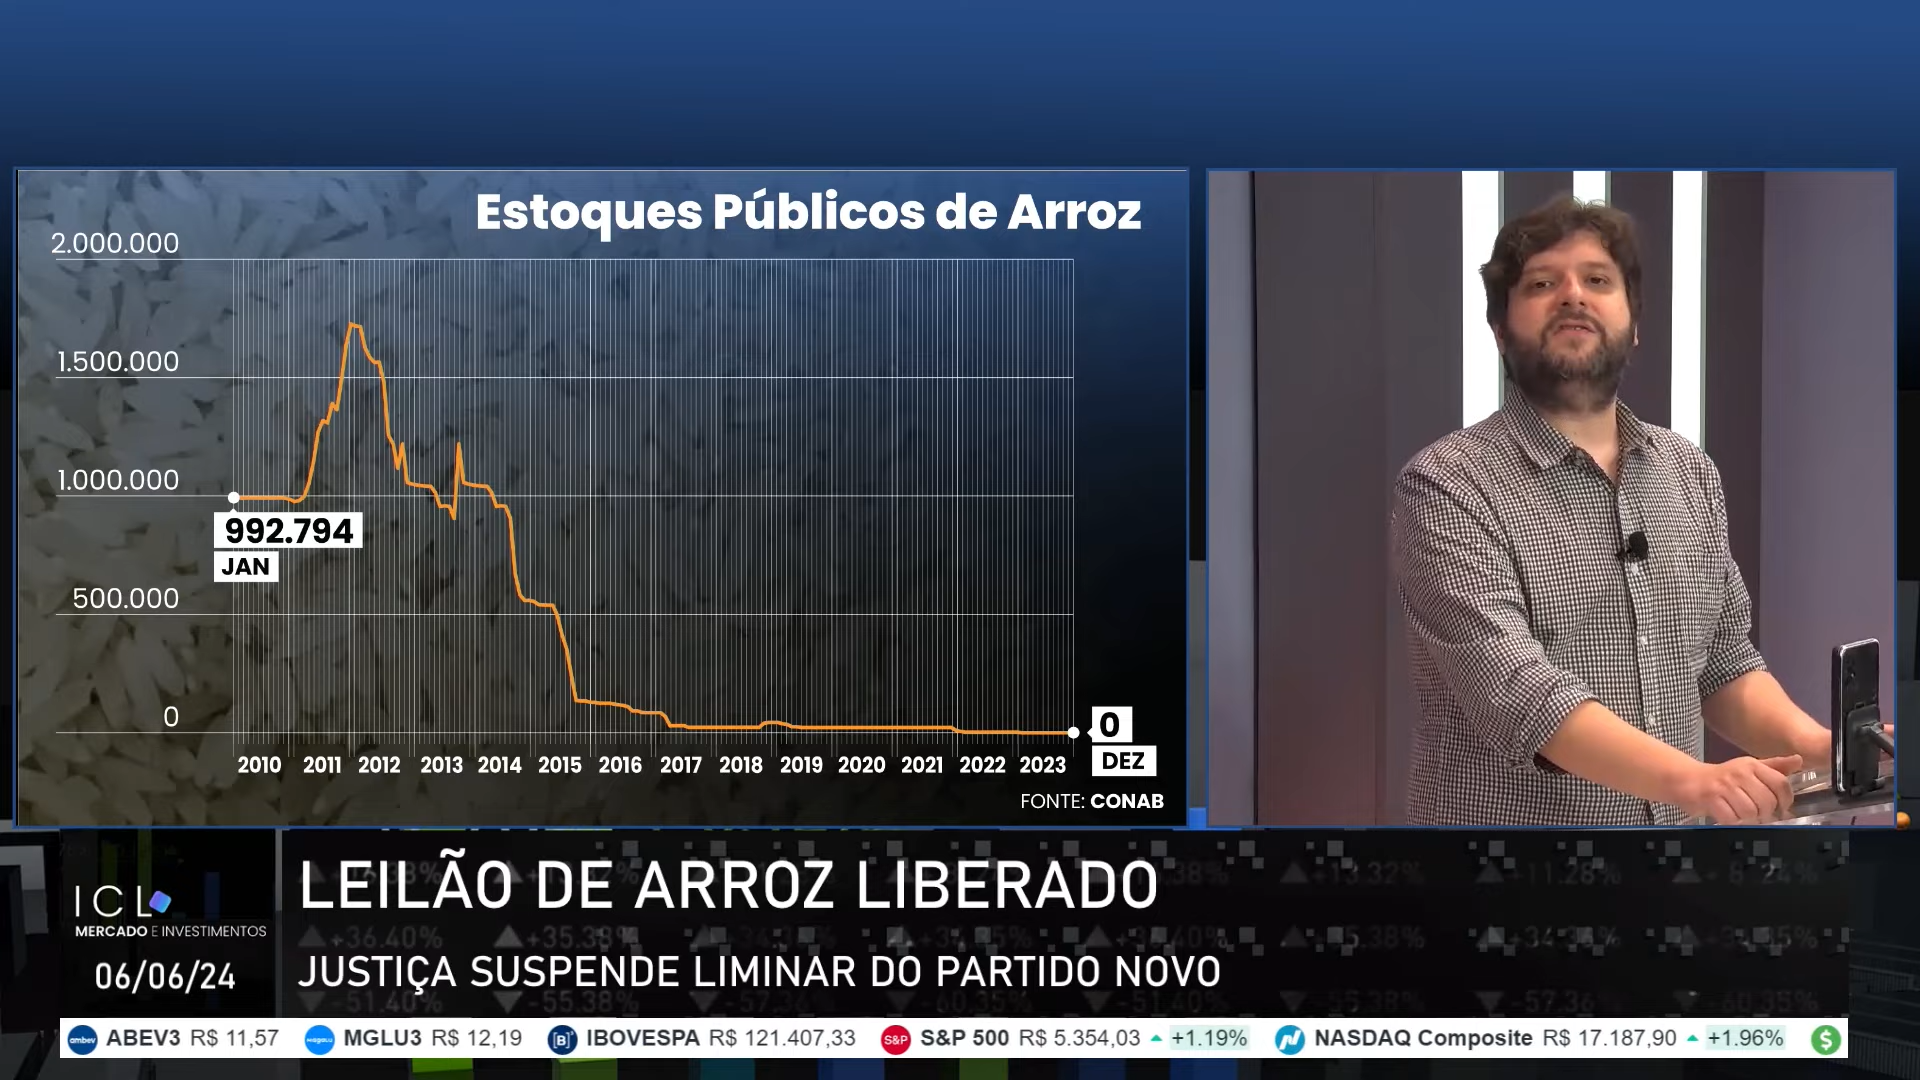 Estoques Públicos de Arroz
2.000.000
1.500.000
1.000.000
992.794
JAN
500.000
0
0
DEZ
2010 2011 2012 2013 2014 2015 2016 2017 2018 2019 2020 2021 2022 2023
FONTE: CONAB
LEILÃO DE ARROZ LIBERADO
JUSTIÇA SUSPENDE LIMINAR DO PARTIDO NOVO
ICL
MERCADO E INVESTIMENTOS
06/06/24
ambev ABEV3 R$ 11,57 magalu MGLU3 R$ 12,19 [B]³ IBOVESPA R$ 121.407,33 S&P S&P 500 R$ 5.354,03 +1.19% NASDAQ Composite R$ 17.187,90 +1.96% $